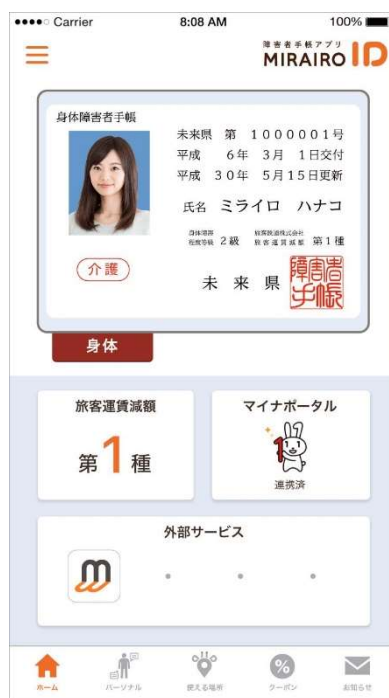 Carrier 8:08 AM 100%
障害者手帳アプリ
MIRAIRO ID
身体障害者手帳
未来県 第 1000001号
平成 6年 3月 1日交付
平成 30年 5月15日更新
氏名 ミライロ ハナコ
身体障害程度等級 2級 旅客鉄道株式会社旅客運賃減額 第1種
介護
未来県
障害者手帳
身体
旅客運賃減額
第1種
マイナポータル
1
連携済
外部サービス
m
ホーム パーソナル 使える場所 クーポン お知らせ